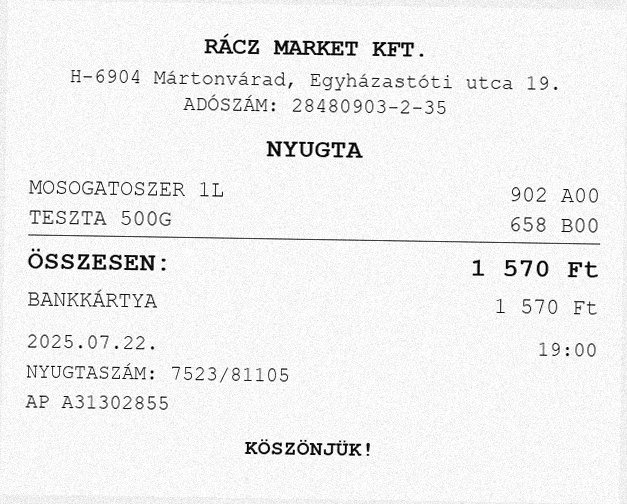 RÁCZ MARKET KFT.
H-6904 Mártonvárad, Egyházastóti utca 19.
ADÓSZÁM: 28480903-2-35
NYUGTA
MOSOGATOSZER 1L 902 A00
TESZTA 500G 658 B00
ÖSSZESEN: 1 570 Ft
BANKKÁRTYA 1 570 Ft
2025.07.22. 19:00
NYUGTASZÁM: 7523/81105
AP A31302855
KÖSZÖNJÜK!